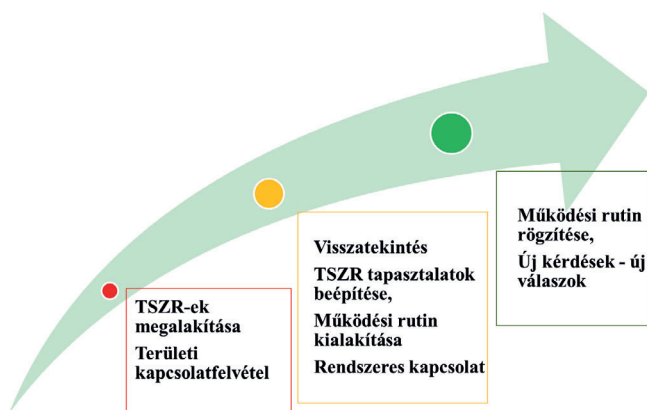 TSZR-ek
megalakítása
Területi
kapcsolatfelvétel
Visszatekintés
TSZR tapasztalatok
beépítése,
Működési rutin
kialakítása
Rendszeres kapcsolat
Működési rutin
rögzítése,
Új kérdések - új
válaszok